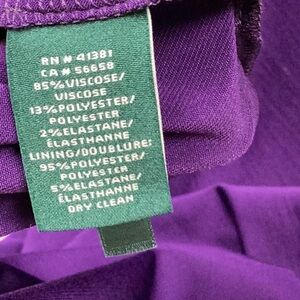 RN # 41381
CA # 56658
85%VISCOSE/
VISCOSE
13%POLYESTER/
POLYESTER
2%ELASTANE/
ÉLASTHANNE
LINING/DOUBLURE:
95%POLYESTER/
POLYESTER
5%ELASTANE/
ÉLASTHANNE
DRY CLEAN